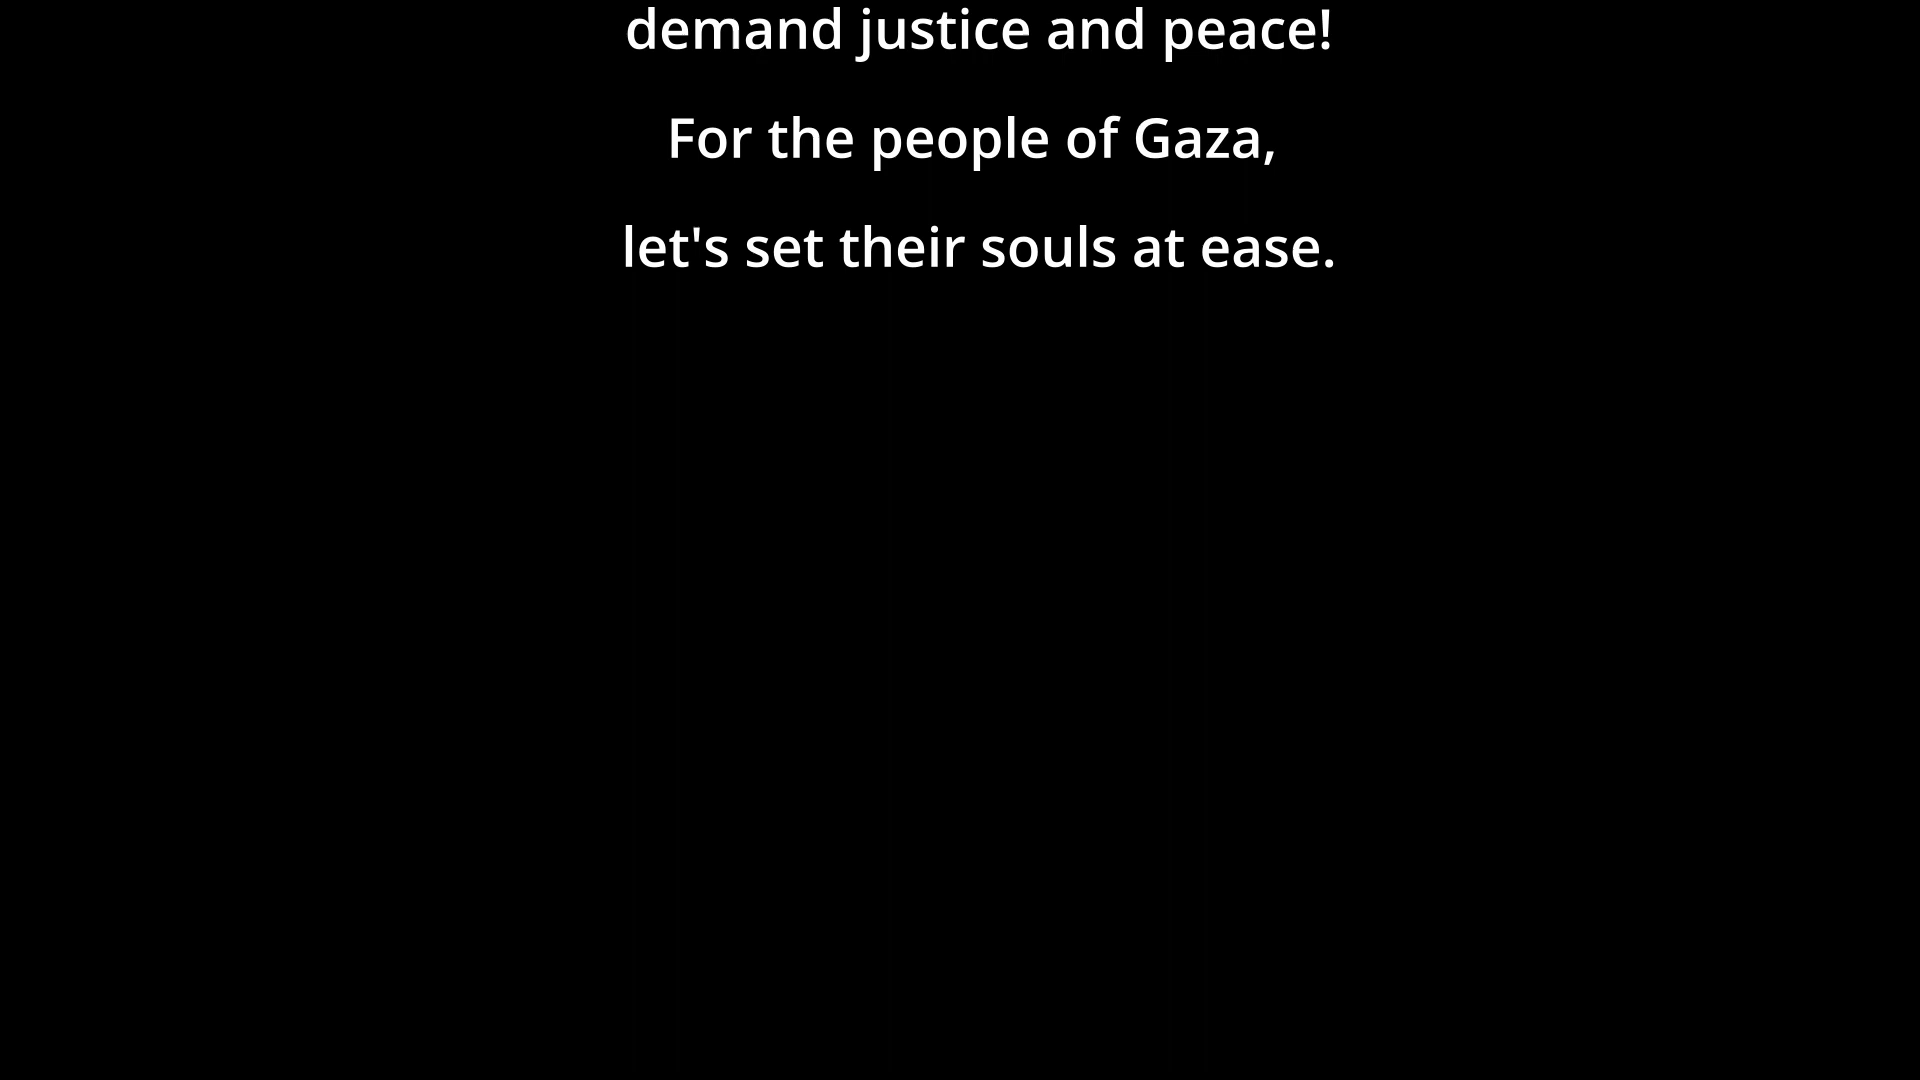 demand justice and peace!
For the people of Gaza,
let's set their souls at ease.